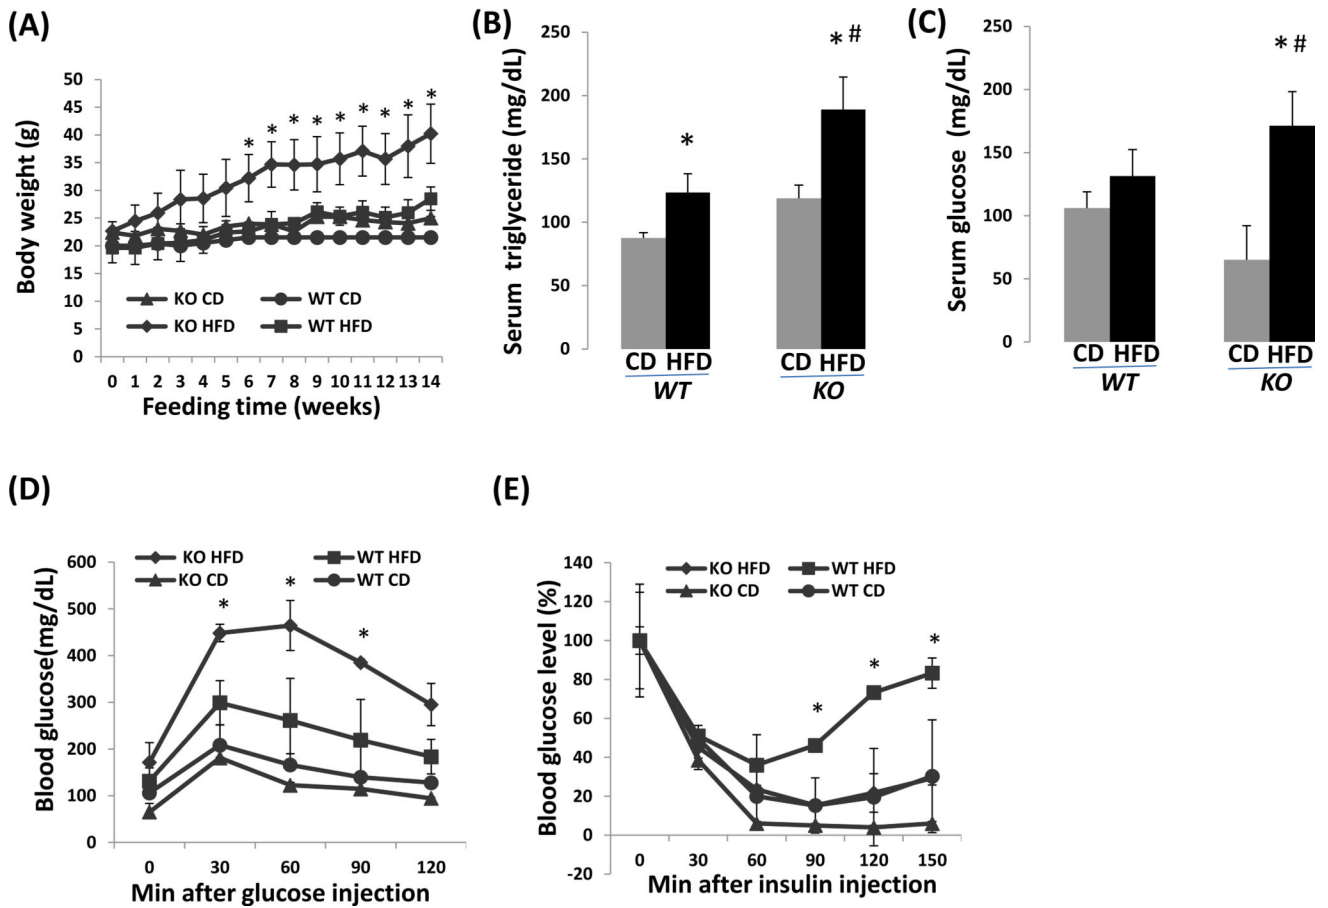 (A)
Body weight (g)
50
45
40
35
30
25
20
15
10
5
0
* * * * * * * * *
KO CD
WT CD
KO HFD
WT HFD
0 1 2 3 4 5 6 7 8 9 10 11 12 13 14
Feeding time (weeks)
(B)
Serum triglyceride (mg/dL)
250
200
150
100
50
0
*
* #
CD HFD
CD HFD
WT
KO
(C)
Serum glucose (mg/dL)
250
200
150
100
50
0
* #
CD HFD
CD HFD
WT
KO
(D)
Blood glucose(mg/dL)
KO HFD
WT HFD
KO CD
WT CD
600
500
400
300
200
100
0
* * *
0 30 60 90 120
Min after glucose injection
(E)
Blood glucose level (%)
KO HFD
WT HFD
KO CD
WT CD
140
120
100
80
60
40
20
0
-20
* * *
0 30 60 90 120 150
Min after insulin injection